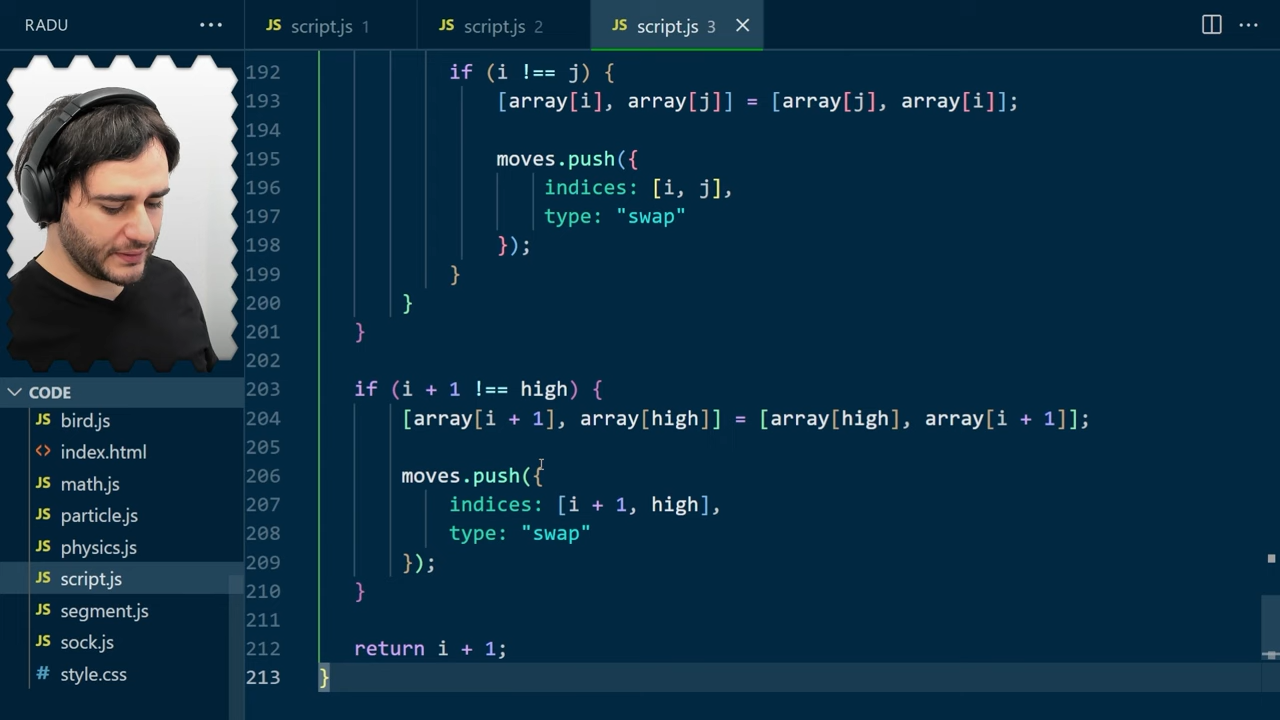 RADU
script.js 1
script.js 2
script.js 3
192 if (i !== j) {
193 [array[i], array[j]] = [array[j], array[i]];
194
195 moves.push({
196 indices: [i, j],
197 type: "swap"
198 });
199 }
200 }
201 }
202
203 if (i + 1 !== high) {
204 [array[i + 1], array[high]] = [array[high], array[i + 1]];
205
206 moves.push({
207 indices: [i + 1, high],
208 type: "swap"
209 });
210 }
211
212 return i + 1;
213 }
CODE
JS bird.js
<> index.html
JS math.js
JS particle.js
JS physics.js
JS script.js
JS segment.js
JS sock.js
# style.css